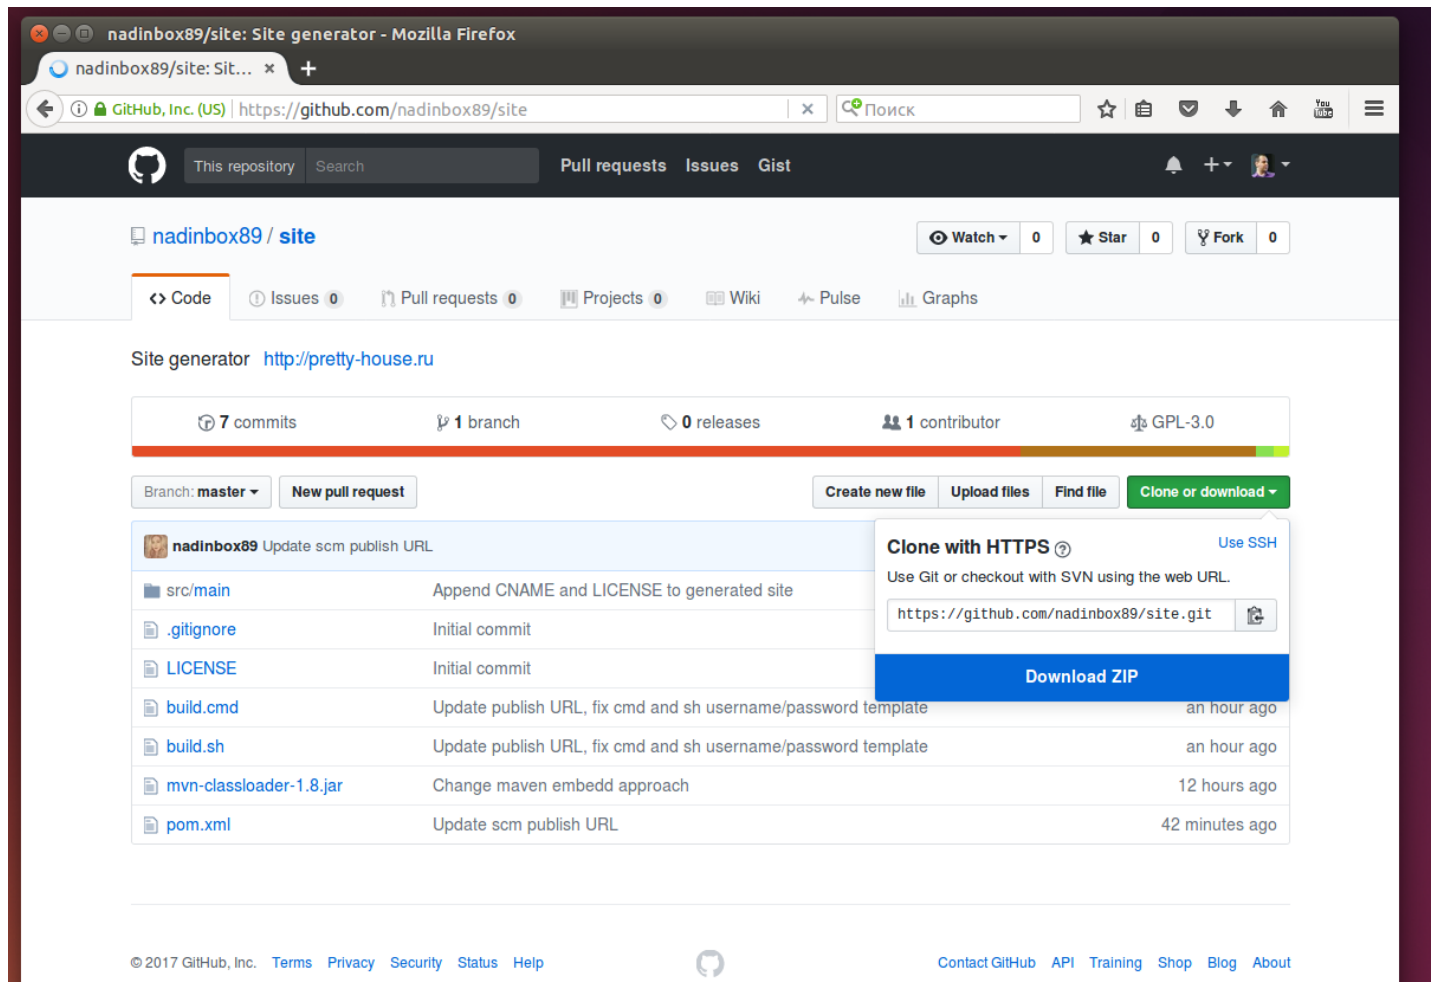 nadinbox89/site: Site generator - Mozilla Firefox
nadinbox89/site: Sit...
GitHub, Inc. (US) https://github.com/nadinbox89/site Поиск You Tube
This repository Search Pull requests Issues Gist
nadinbox89 / site Watch 0 Star 0 Fork 0
Code Issues 0 Pull requests 0 Projects 0 Wiki Pulse Graphs
Site generator http://pretty-house.ru
7 commits 1 branch 0 releases 1 contributor GPL-3.0
Branch: master New pull request Create new file Upload files Find file Clone or download
nadinbox89 Update scm publish URL
Clone with HTTPS Use SSH
Use Git or checkout with SVN using the web URL.
https://github.com/nadinbox89/site.git
Download ZIP
src/main Append CNAME and LICENSE to generated site
.gitignore Initial commit
LICENSE Initial commit
build.cmd Update publish URL, fix cmd and sh username/password template an hour ago
build.sh Update publish URL, fix cmd and sh username/password template an hour ago
mvn-classloader-1.8.jar Change maven embedd approach 12 hours ago
pom.xml Update scm publish URL 42 minutes ago
© 2017 GitHub, Inc. Terms Privacy Security Status Help Contact GitHub API Training Shop Blog About